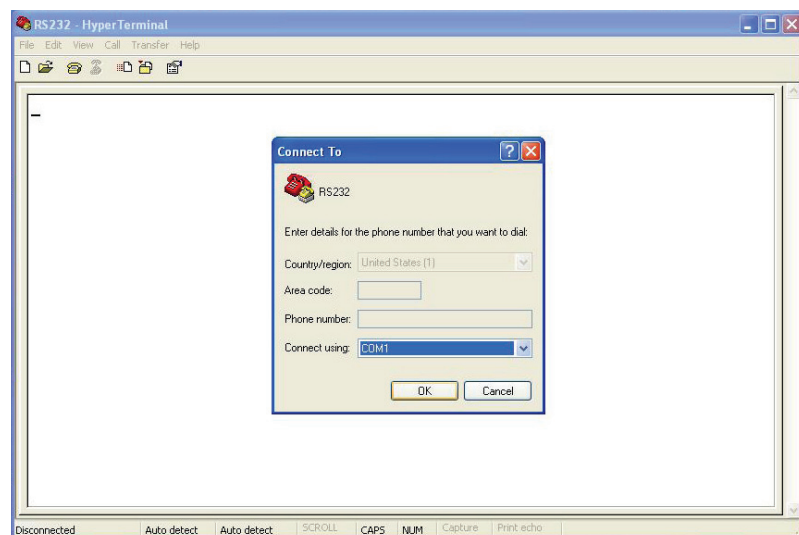 RS232 - HyperTerminal
File Edit View Call Transfer Help
Connect To
RS232
Enter details for the phone number that you want to dial:
Country/region: United States (1)
Area code:
Phone number:
Connect using: COM1
OK Cancel
Disconnected Auto detect Auto detect SCROLL CAPS NUM Capture Print echo